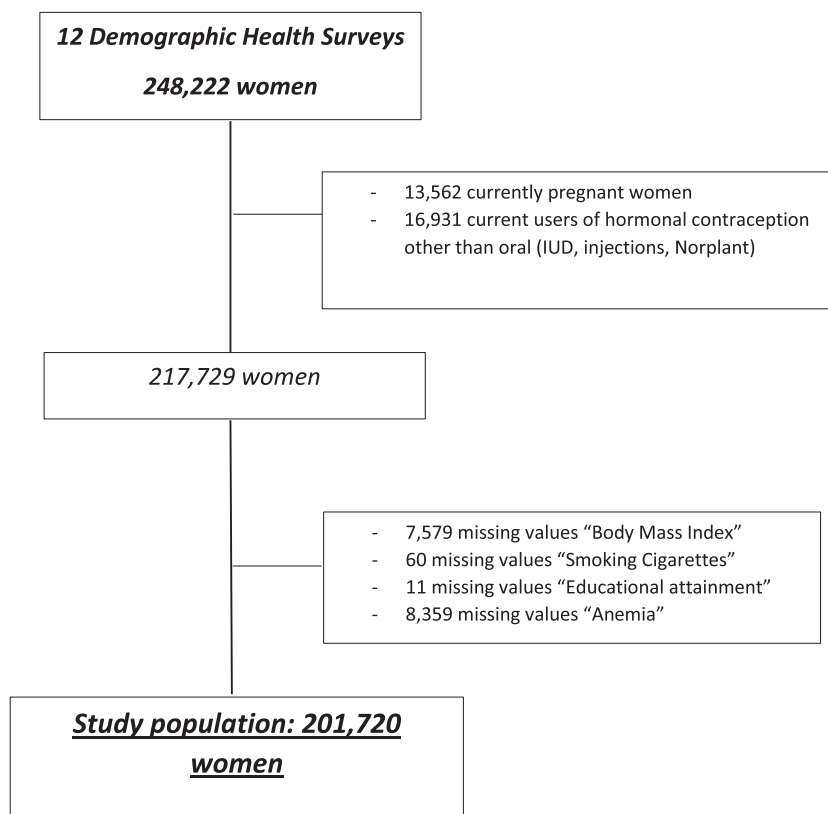 12 Demographic Health Surveys
248,222 women
- 13,562 currently pregnant women
- 16,931 current users of hormonal contraception
other than oral (IUD, injections, Norplant)
217,729 women
- 7,579 missing values “Body Mass Index”
- 60 missing values “Smoking Cigarettes”
- 11 missing values “Educational attainment”
- 8,359 missing values “Anemia”
Study population: 201,720
women